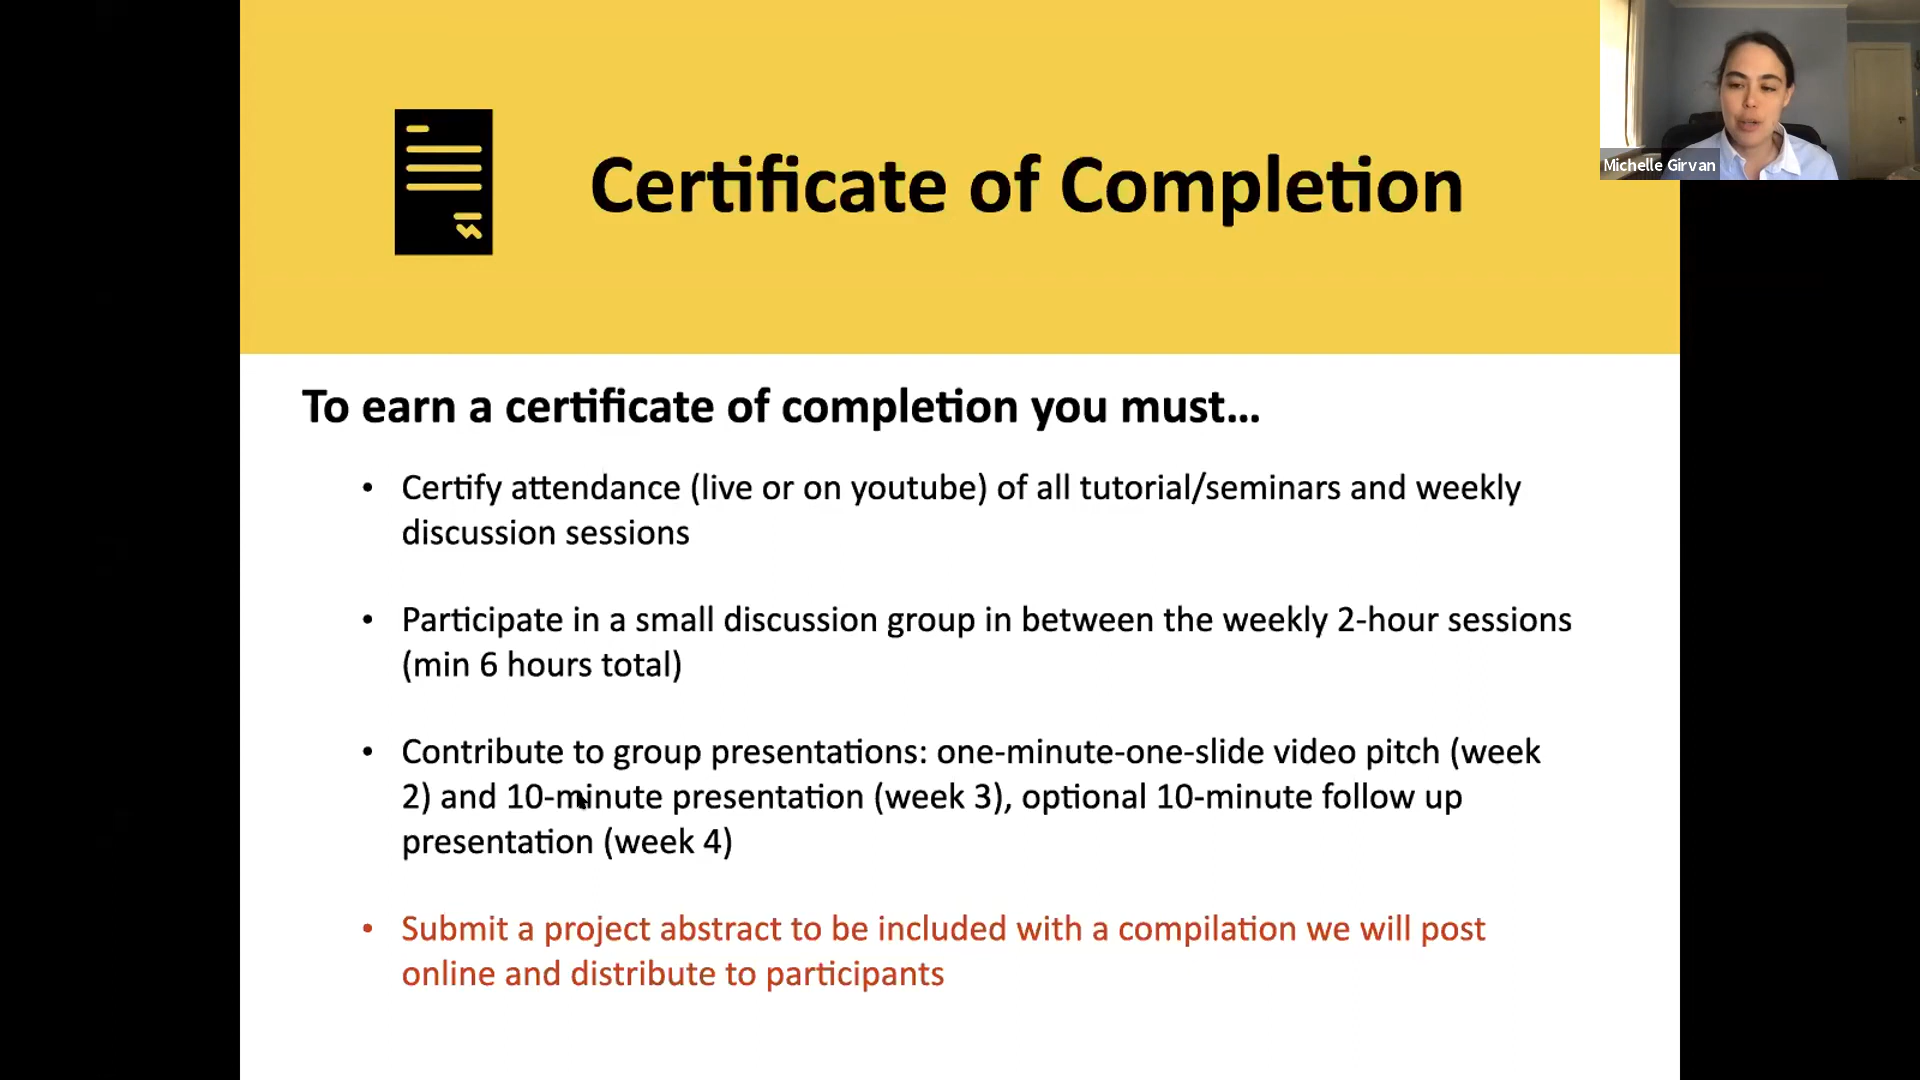 Michelle Girvan
Certificate of Completion
To earn a certificate of completion you must...
• Certify attendance (live or on youtube) of all tutorial/seminars and weekly
discussion sessions
• Participate in a small discussion group in between the weekly 2-hour sessions
(min 6 hours total)
• Contribute to group presentations: one-minute-one-slide video pitch (week
2) and 10-minute presentation (week 3), optional 10-minute follow up
presentation (week 4)
• Submit a project abstract to be included with a compilation we will post
online and distribute to participants